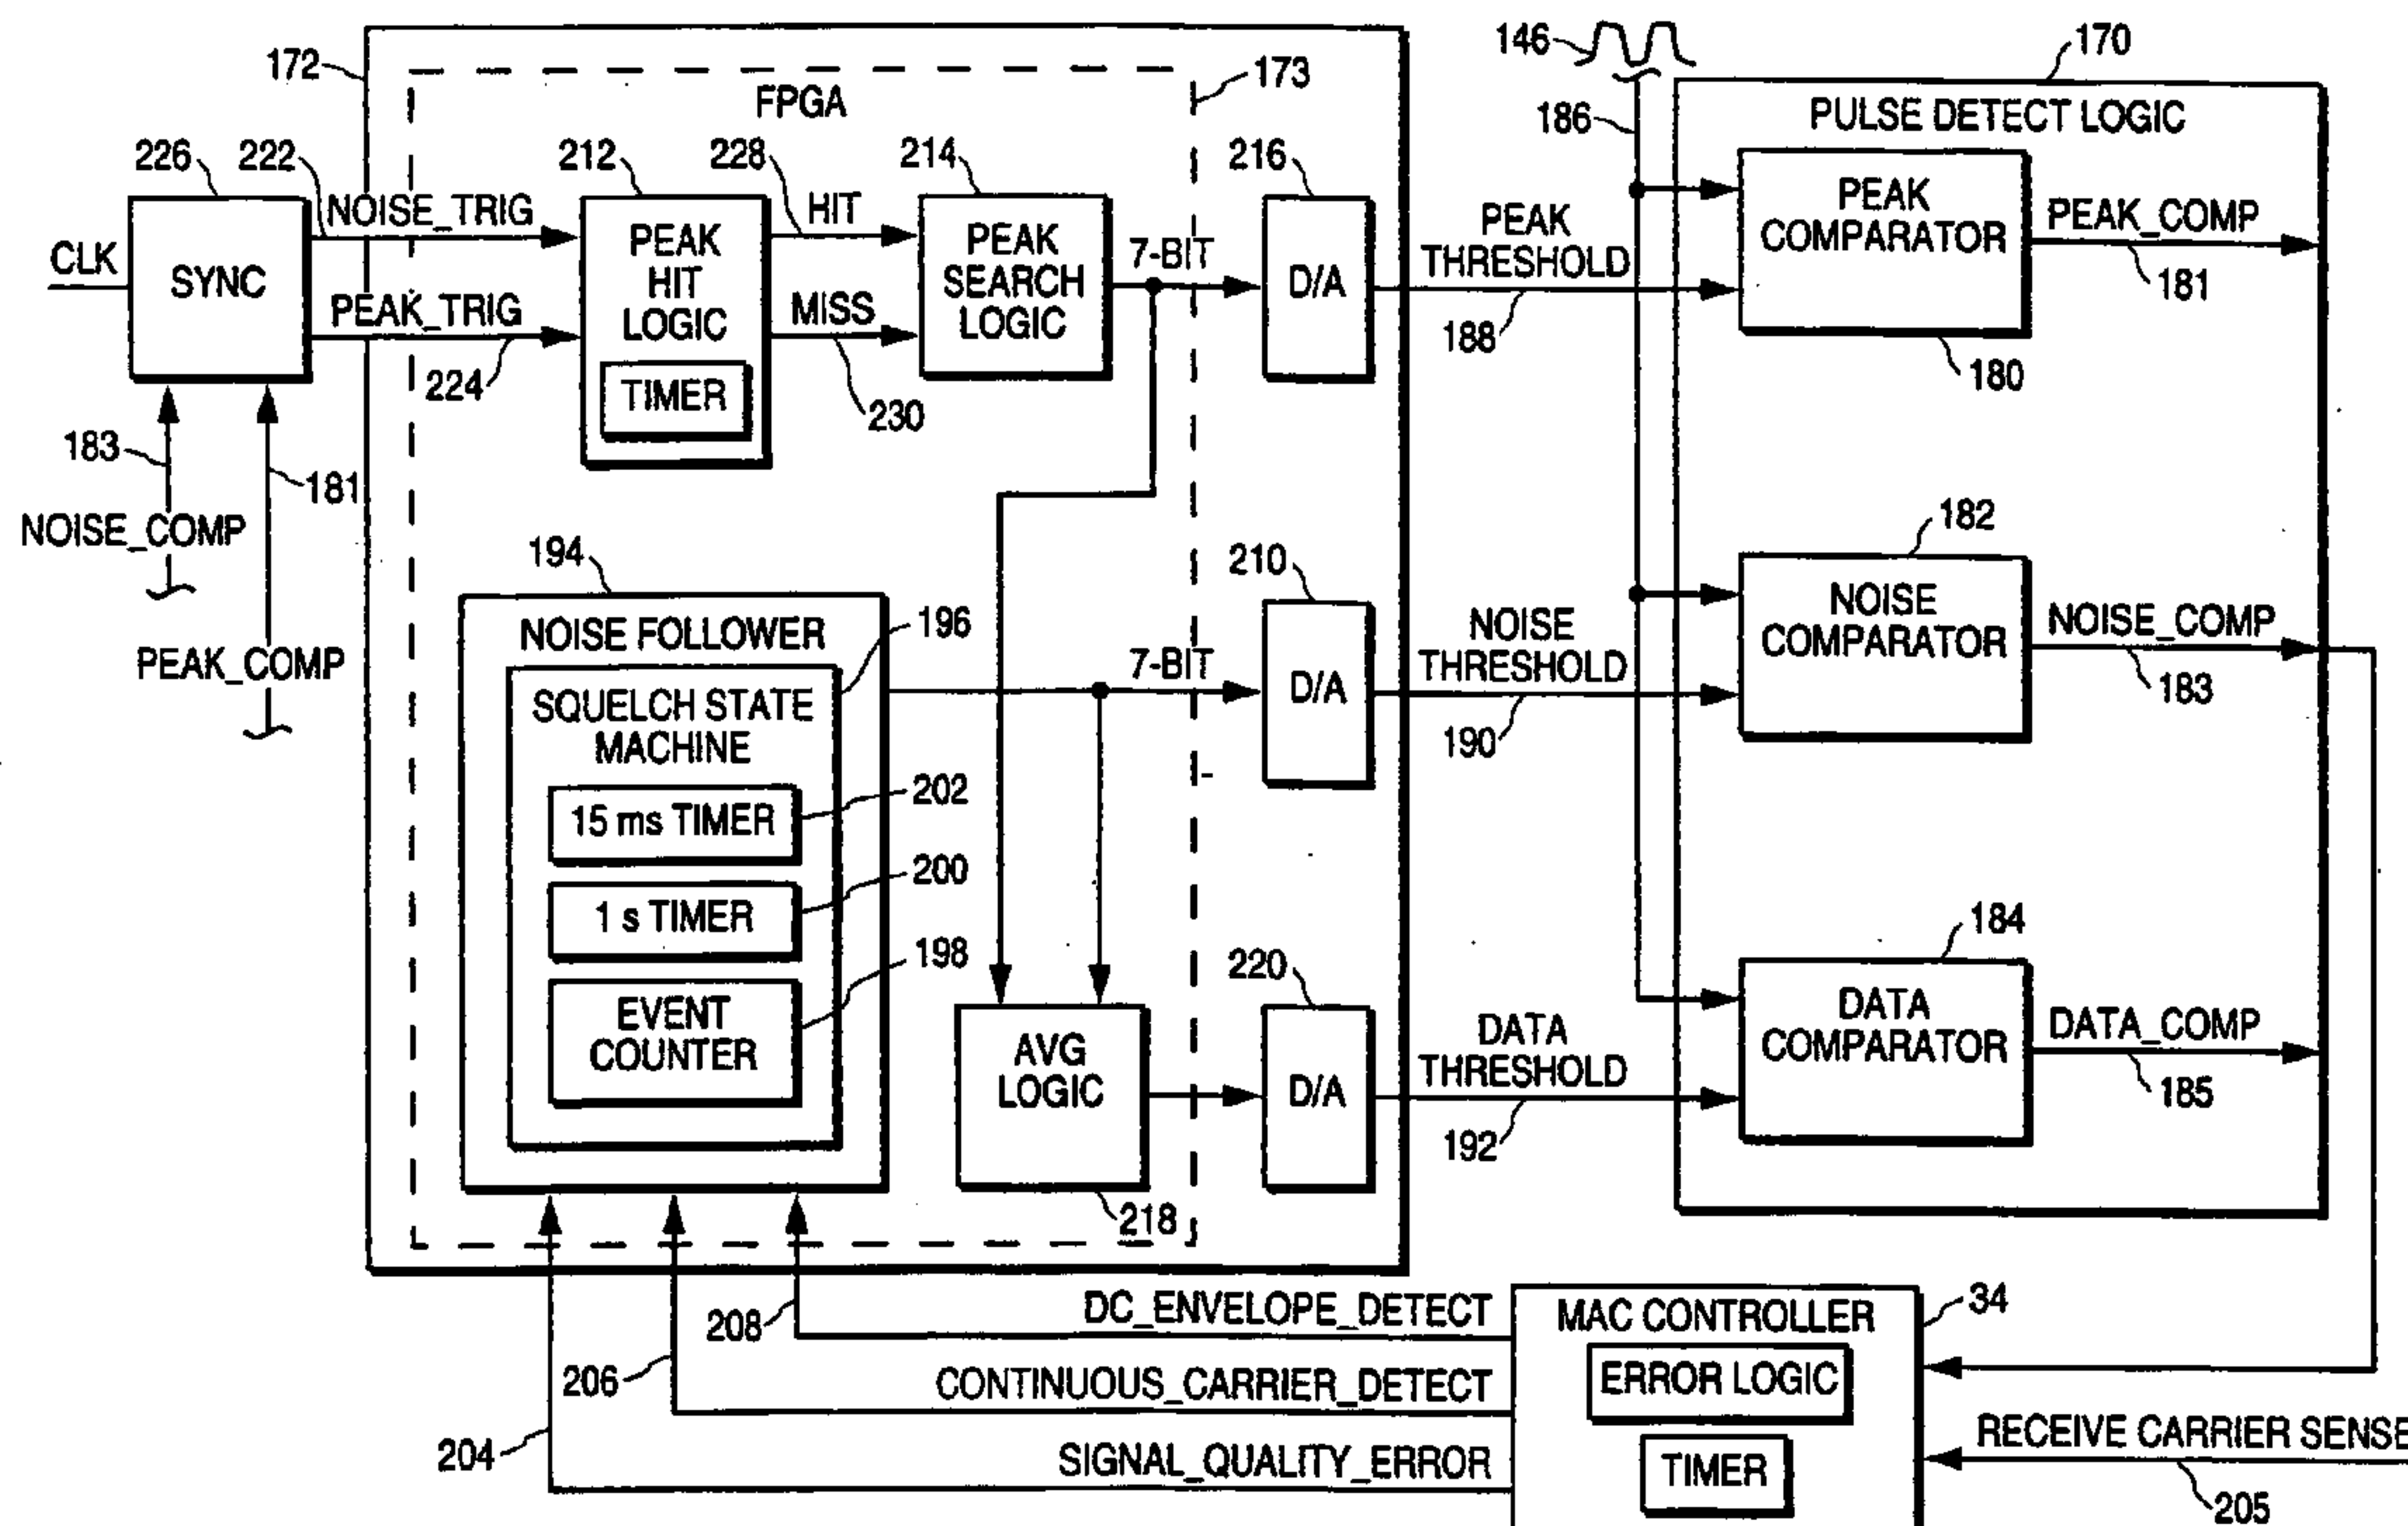 172
FPGA
173
146
170
186
PULSE DETECT LOGIC
226
222
212
228
214
216
CLK
SYNC
NOISE_TRIG
PEAK_TRIG
224
PEAK
HIT
LOGIC
TIMER
HIT
MISS
230
PEAK
SEARCH
LOGIC
7-BIT
D/A
PEAK
THRESHOLD
188
PEAK
COMPARATOR
PEAK_COMP
181
180
183
181
NOISE_COMP
PEAK_COMP
194
NOISE FOLLOWER
196
SQUELCH STATE
MACHINE
15 ms TIMER
202
1 s TIMER
200
EVENT
COUNTER
198
7-BIT
210
D/A
NOISE
THRESHOLD
190
182
NOISE
COMPARATOR
NOISE_COMP
183
AVG
LOGIC
218
220
D/A
DATA
THRESHOLD
192
184
DATA
COMPARATOR
DATA_COMP
185
208
DC_ENVELOPE_DETECT
206
CONTINUOUS_CARRIER_DETECT
204
SIGNAL_QUALITY_ERROR
MAC CONTROLLER
34
ERROR LOGIC
TIMER
RECEIVE CARRIER SENSE
205